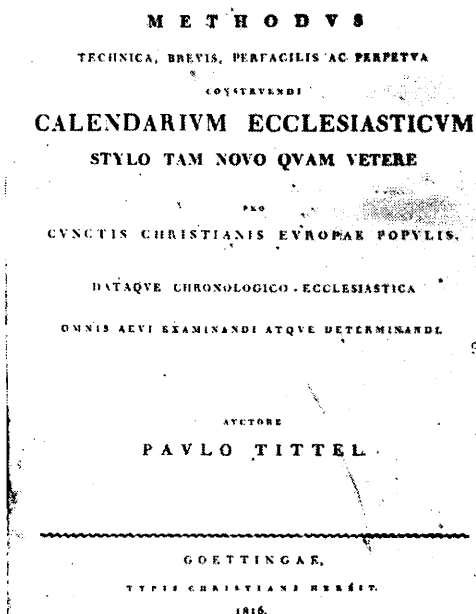 METHODVS
TECHNICA, BREVIS, PERFACILIS AC PERPETVA
CONSTRVENDI
CALENDARIVM ECCLESIASTICVM
STYLO TAM NOVO QVAM VETERE
PRO
CVNCTIS CHRISTIANIS EVROPAE POPVLIS,
DATAQVE CHRONOLOGICO-ECCLESIASTICA
OMNIS AEVI EXAMINANDI ATQVE DETERMINANDI.
AVCTORE
PAVLO TITTEL.
GOETTINGAE,
TYPIS CHRISTIANI HERBST.
1816.